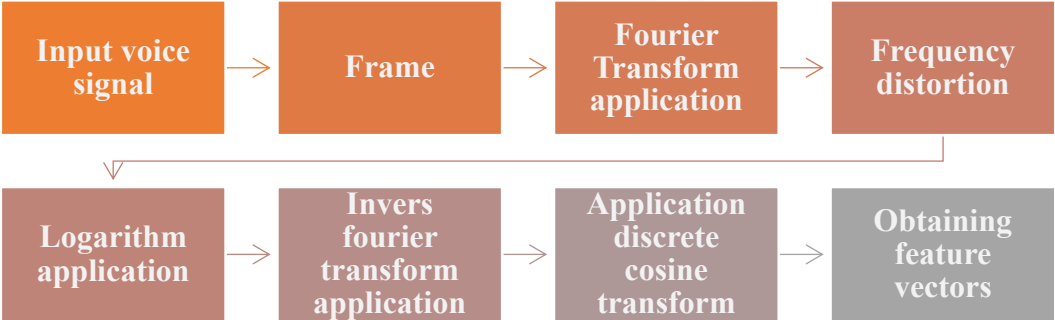 Input voice
signal
Frame
Fourier
Transform
application
Frequency
distortion
Logarithm
application
Invers
fourier
transform
application
Application
discrete
cosine
transform
Obtaining
feature
vectors